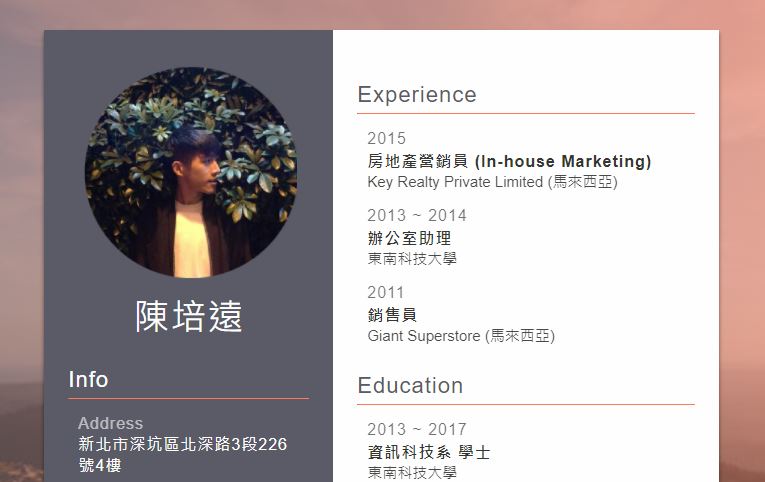 陳培遠
Info
Address
新北市深坑區北深路3段226
號4樓
Experience
2015
房地產營銷員 (In-house Marketing)
Key Realty Private Limited (馬來西亞)
2013 ~ 2014
辦公室助理
東南科技大學
2011
銷售員
Giant Superstore (馬來西亞)
Education
2013 ~ 2017
資訊科技系 學士
東南科技大學